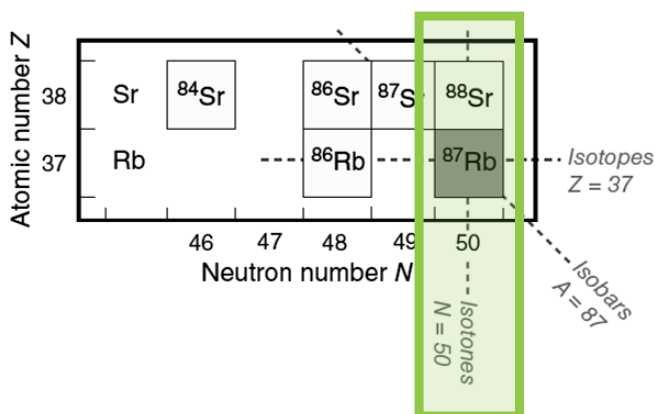 Atomic number Z
38
Sr
84Sr
86Sr
87Sr
88Sr
37
Rb
86Rb
87Rb
Isotopes
Z = 37
46
47
48
49
50
Neutron number N
Isotones
N = 50
Isobars
A = 87